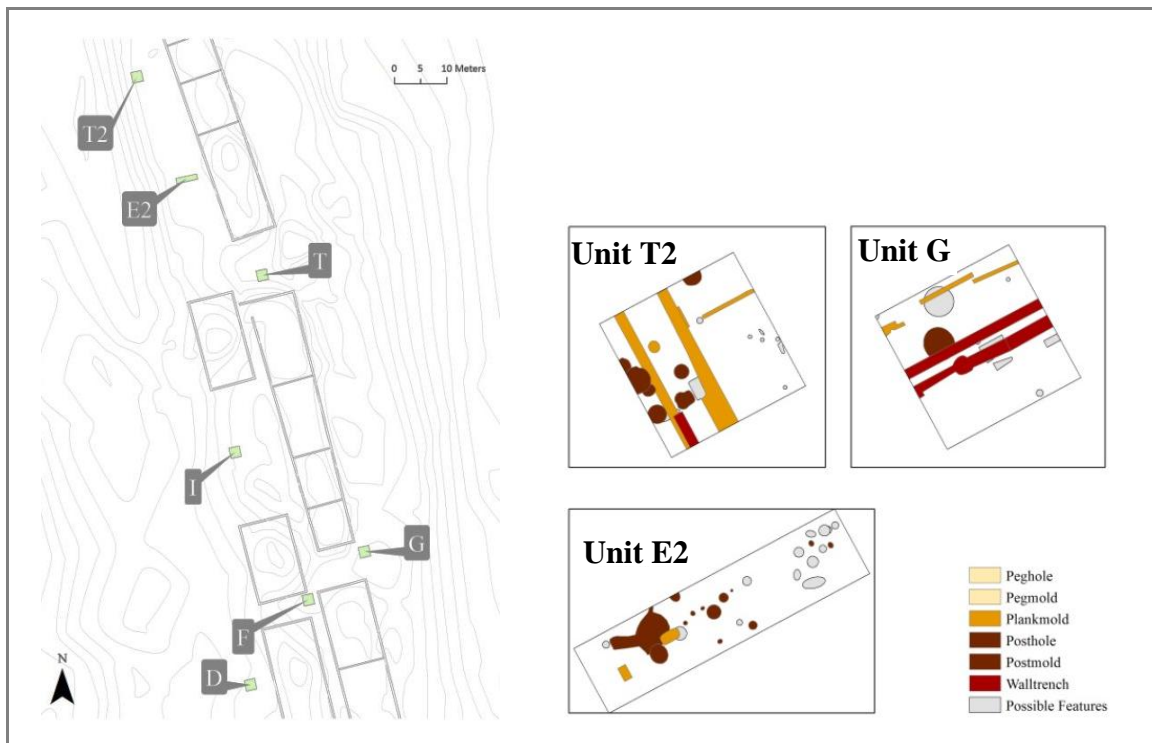 0 5 10 Meters
T2
E2
T
I
G
F
D
N
Unit T2
Unit G
Unit E2
Peghole
Pegmold
Plankmold
Posthole
Postmold
Walltrench
Possible Features